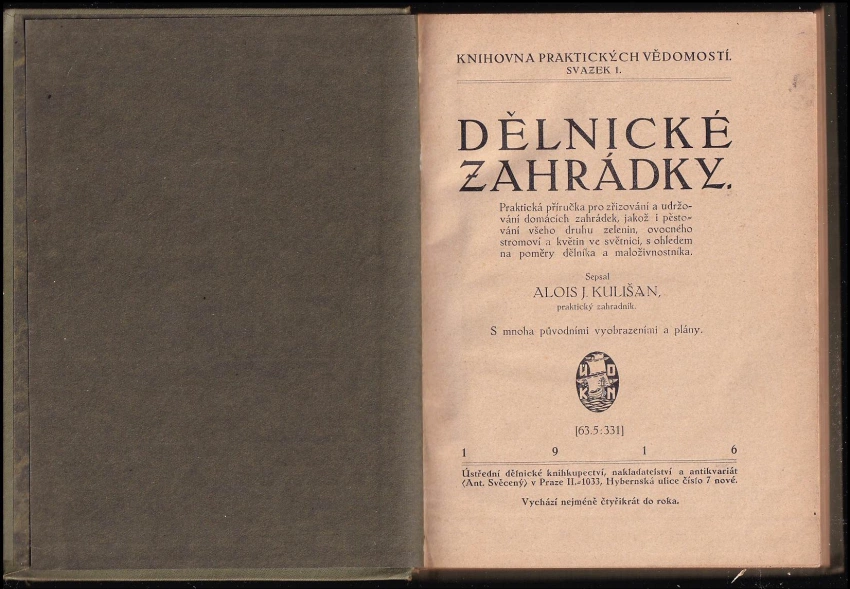 KNIHOVNA PRAKTICKÝCH VĚDOMOSTÍ.
SVAZEK 1.
DĚLNICKÉ
ZAHRÁDKY.
Praktická příručka pro zřizování a udržo-
vání domácích zahrádek, jakož i pěsto-
vání všeho druhu zelenin, ovocného
stromoví a květin ve světnici, s ohledem
na poměry dělníka a maloživnostníka.
Sepsal
ALOIS J. KULIŠAN,
praktický zahradník.
S mnoha původními vyobrazeními a plány.
Ú D
K N
[63.5:331]
1 9 1 6
Ústřední dělnické knihkupectví, nakladatelství a antikvariát
(Ant. Svěcený) v Praze II.-1033, Hybernská ulice číslo 7 nové.
Vychází nejméně čtyřikrát do roka.